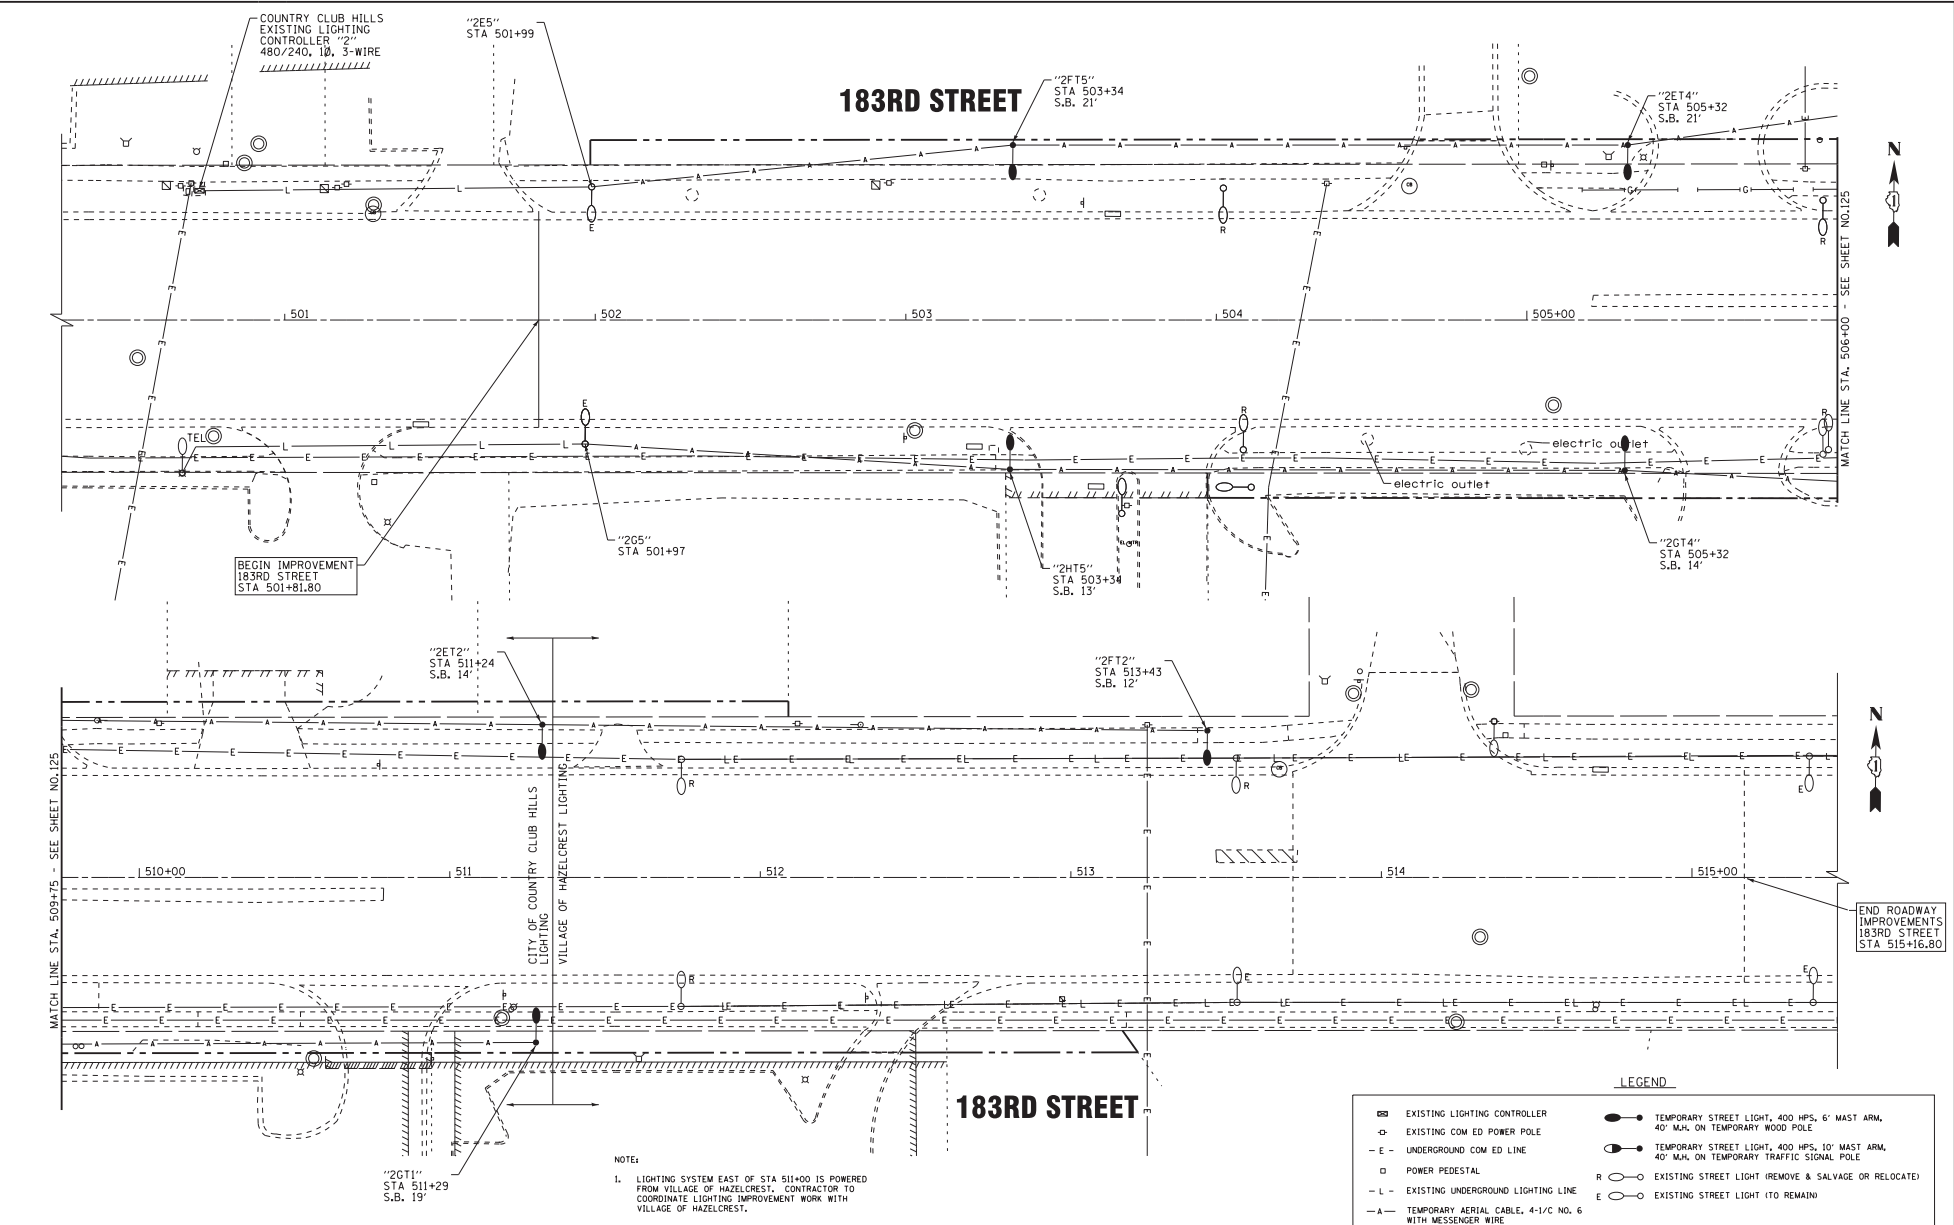 COUNTRY CLUB HILLS
EXISTING LIGHTING
CONTROLLER "2"
480/240, 1Ø, 3-WIRE
"2E5"
STA 501+99
183RD STREET
"2FT5"
STA 503+34
S.B. 21'
"2ET4"
STA 505+32
S.B. 21'
N
E
R
R
501
502
503
504
505+00
MATCH LINE STA. 506+00 - SEE SHEET NO.125
TEL
E
R
R
electric outlet
electric outlet
"2G5"
STA 501+97
BEGIN IMPROVEMENT
183RD STREET
STA 501+81.80
"2HT5"
STA 503+34
S.B. 13'
"2GT4"
STA 505+32
S.B. 14'
"2ET2"
STA 511+24
S.B. 14'
"2FT2"
STA 513+43
S.B. 12'
N
R
R
E
MATCH LINE STA. 509+75 - SEE SHEET NO.125
CITY OF COUNTRY CLUB HILLS
LIGHTING
VILLAGE OF HAZELCREST LIGHTING
510+00
511
512
513
514
515+00
END ROADWAY
IMPROVEMENTS
183RD STREET
STA 515+16.80
R
E
E
"2GT1"
STA 511+29
S.B. 19'
183RD STREET
NOTE:
1. LIGHTING SYSTEM EAST OF STA 511+00 IS POWERED
FROM VILLAGE OF HAZELCREST. CONTRACTOR TO
COORDINATE LIGHTING IMPROVEMENT WORK WITH
VILLAGE OF HAZELCREST.
LEGEND
EXISTING LIGHTING CONTROLLER
EXISTING COM ED POWER POLE
- E - UNDERGROUND COM ED LINE
POWER PEDESTAL
- L - EXISTING UNDERGROUND LIGHTING LINE
- A - TEMPORARY AERIAL CABLE, 4-1/C NO. 6
WITH MESSENGER WIRE
TEMPORARY STREET LIGHT, 400 HPS, 6' MAST ARM,
40' M.H. ON TEMPORARY WOOD POLE
TEMPORARY STREET LIGHT, 400 HPS, 10' MAST ARM,
40' M.H. ON TEMPORARY TRAFFIC SIGNAL POLE
R EXISTING STREET LIGHT (REMOVE & SALVAGE OR RELOCATE)
E EXISTING STREET LIGHT (TO REMAIN)